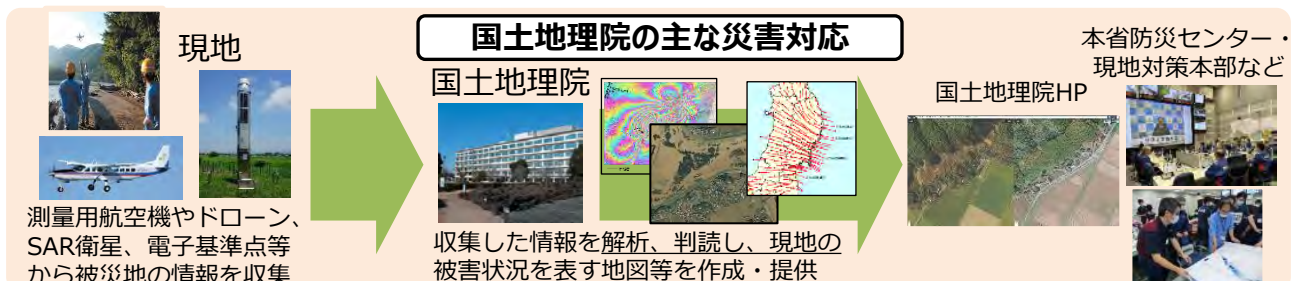 国土地理院の主な災害対応
現地
測量用航空機やドローン、
SAR衛星、電子基準点等
から被災地の情報を収集
国土地理院
収集した情報を解析、判読し、現地の
被害状況を表す地図等を作成・提供
国土地理院HP
本省防災センター・
現地対策本部など